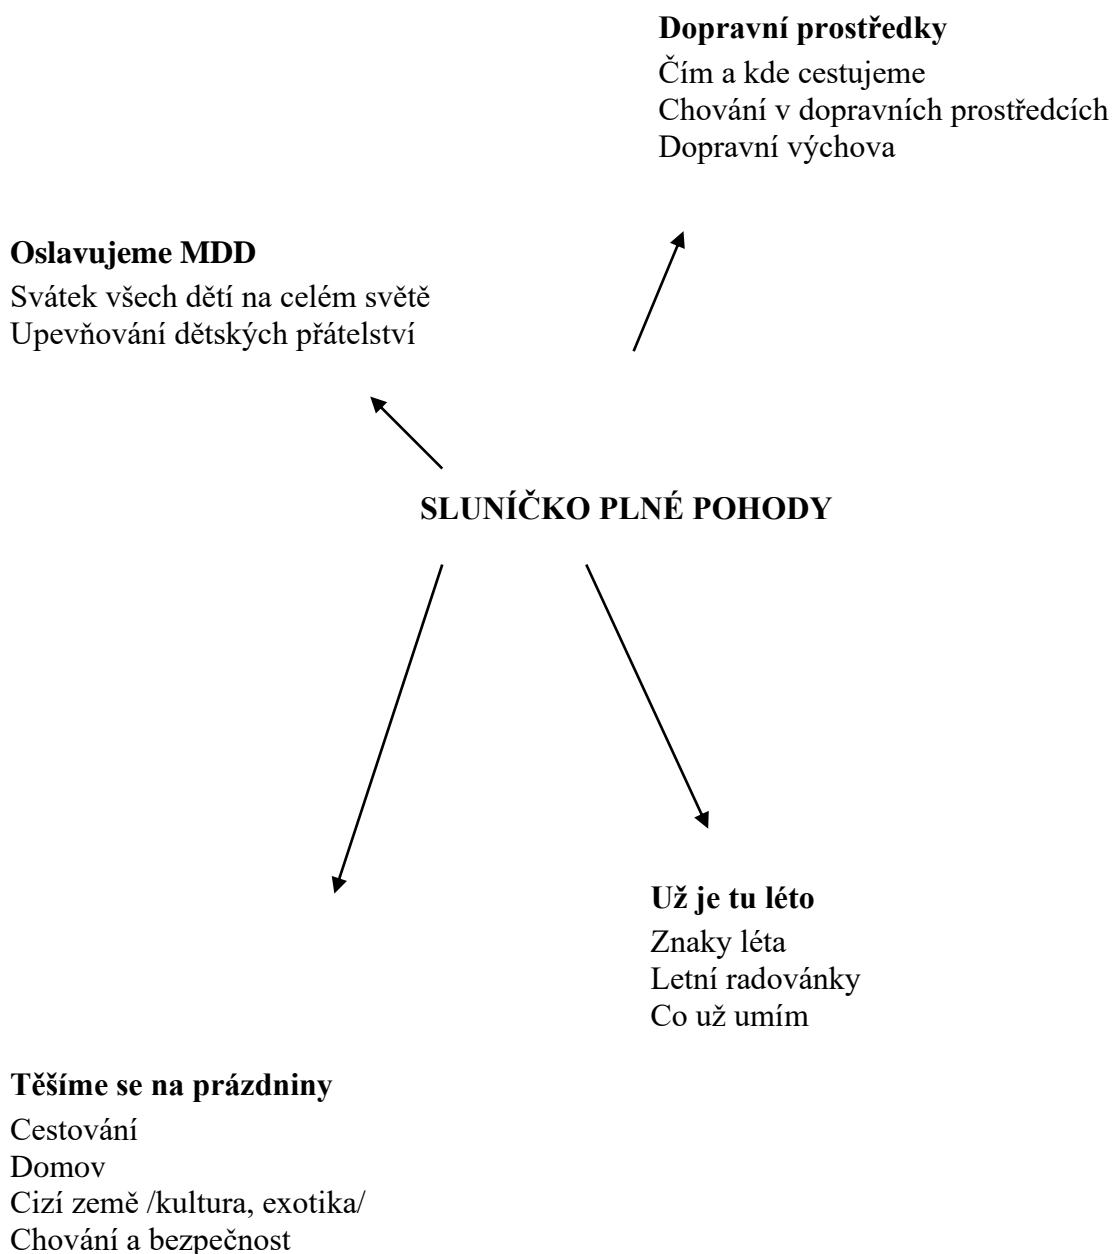 Dopravní prostředky
Čím a kde cestujeme
Chování v dopravních prostředcích
Dopravní výchova
Oslavujeme MDD
Svátek všech dětí na celém světě
Upevňování dětských přátelství
SLUNÍČKO PLNÉ POHODY
Už je tu léto
Znaky léta
Letní radovánky
Co už umím
Těšíme se na prázdniny
Cestování
Domov
Cizí země /kultura, exotika/
Chování a bezpečnost